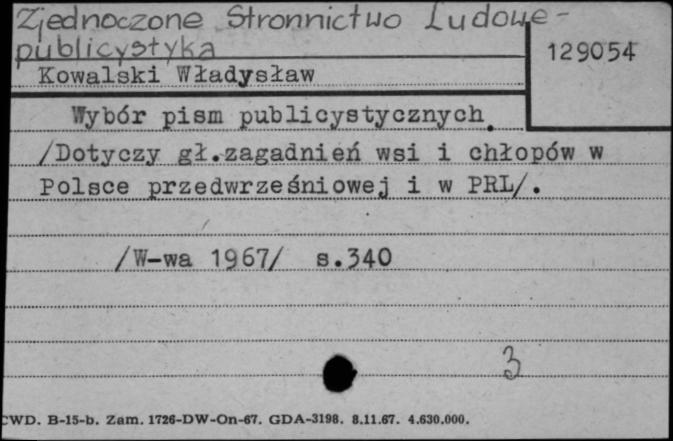 Zjednoczone Stronnictwo Ludowe -
publicystyka
129054
Kowalski Władysław
Wybór pism publicystycznych.
/Dotyczy gł.zagadnień wsi i chłopów w
Polsce przedwrześniowej i w PRL/.
/W-wa 1967/ s.340
3
CWD. B-15-b. Zam. 1726-DW-On-67. GDA-3198. 8.11.67. 4.630.000.